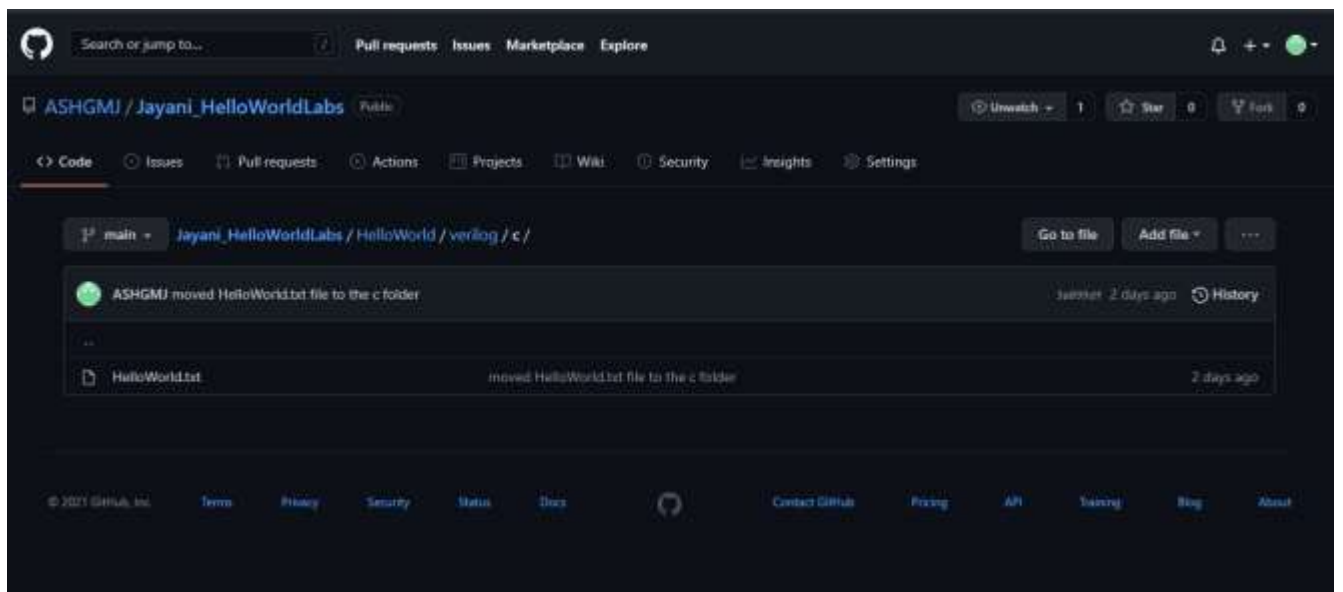 Search or jump to... /
Pull requests Issues Marketplace Explore
ASHGMJ / Jayani_HelloWorldLabs Public
Unwatch 1 Star 0 Fork 0
<> Code Issues Pull requests Actions Projects Wiki Security Insights Settings
main Jayani_HelloWorldLabs / HelloWorld / verilog / c /
Go to file Add file ...
ASHGMJ moved HelloWorld.txt file to the c folder
2 days ago History
..
HelloWorld.txt moved HelloWorld.txt file to the c folder 2 days ago
© 2021 GitHub, Inc. Terms Privacy Security Status Docs Contact GitHub Pricing API Training Blog About